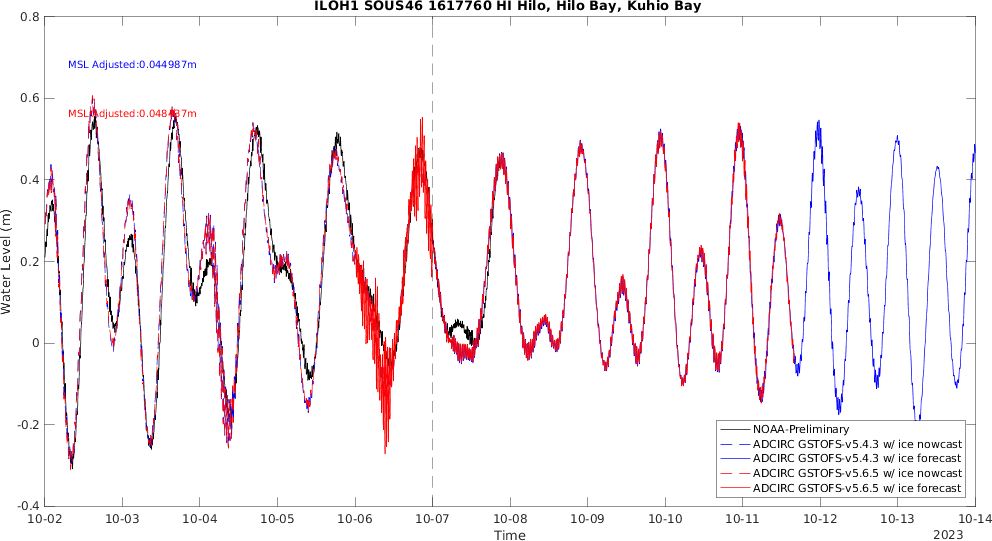 ILOH1 SOUS46 1617760 HI Hilo, Hilo Bay, Kuhio Bay
0.8
0.6
0.4
0.2
0
-0.2
-0.4
Water Level (m)
MSL Adjusted:0.044987m
MSL Adjusted:0.048437m
NOAA-Preliminary
ADCIRC GSTOFS-v5.4.3 w/ ice nowcast
ADCIRC GSTOFS-v5.4.3 w/ ice forecast
ADCIRC GSTOFS-v5.6.5 w/ ice nowcast
ADCIRC GSTOFS-v5.6.5 w/ ice forecast
10-02 10-03 10-04 10-05 10-06 10-07 10-08 10-09 10-10 10-11 10-12 10-13 10-14
Time
2023